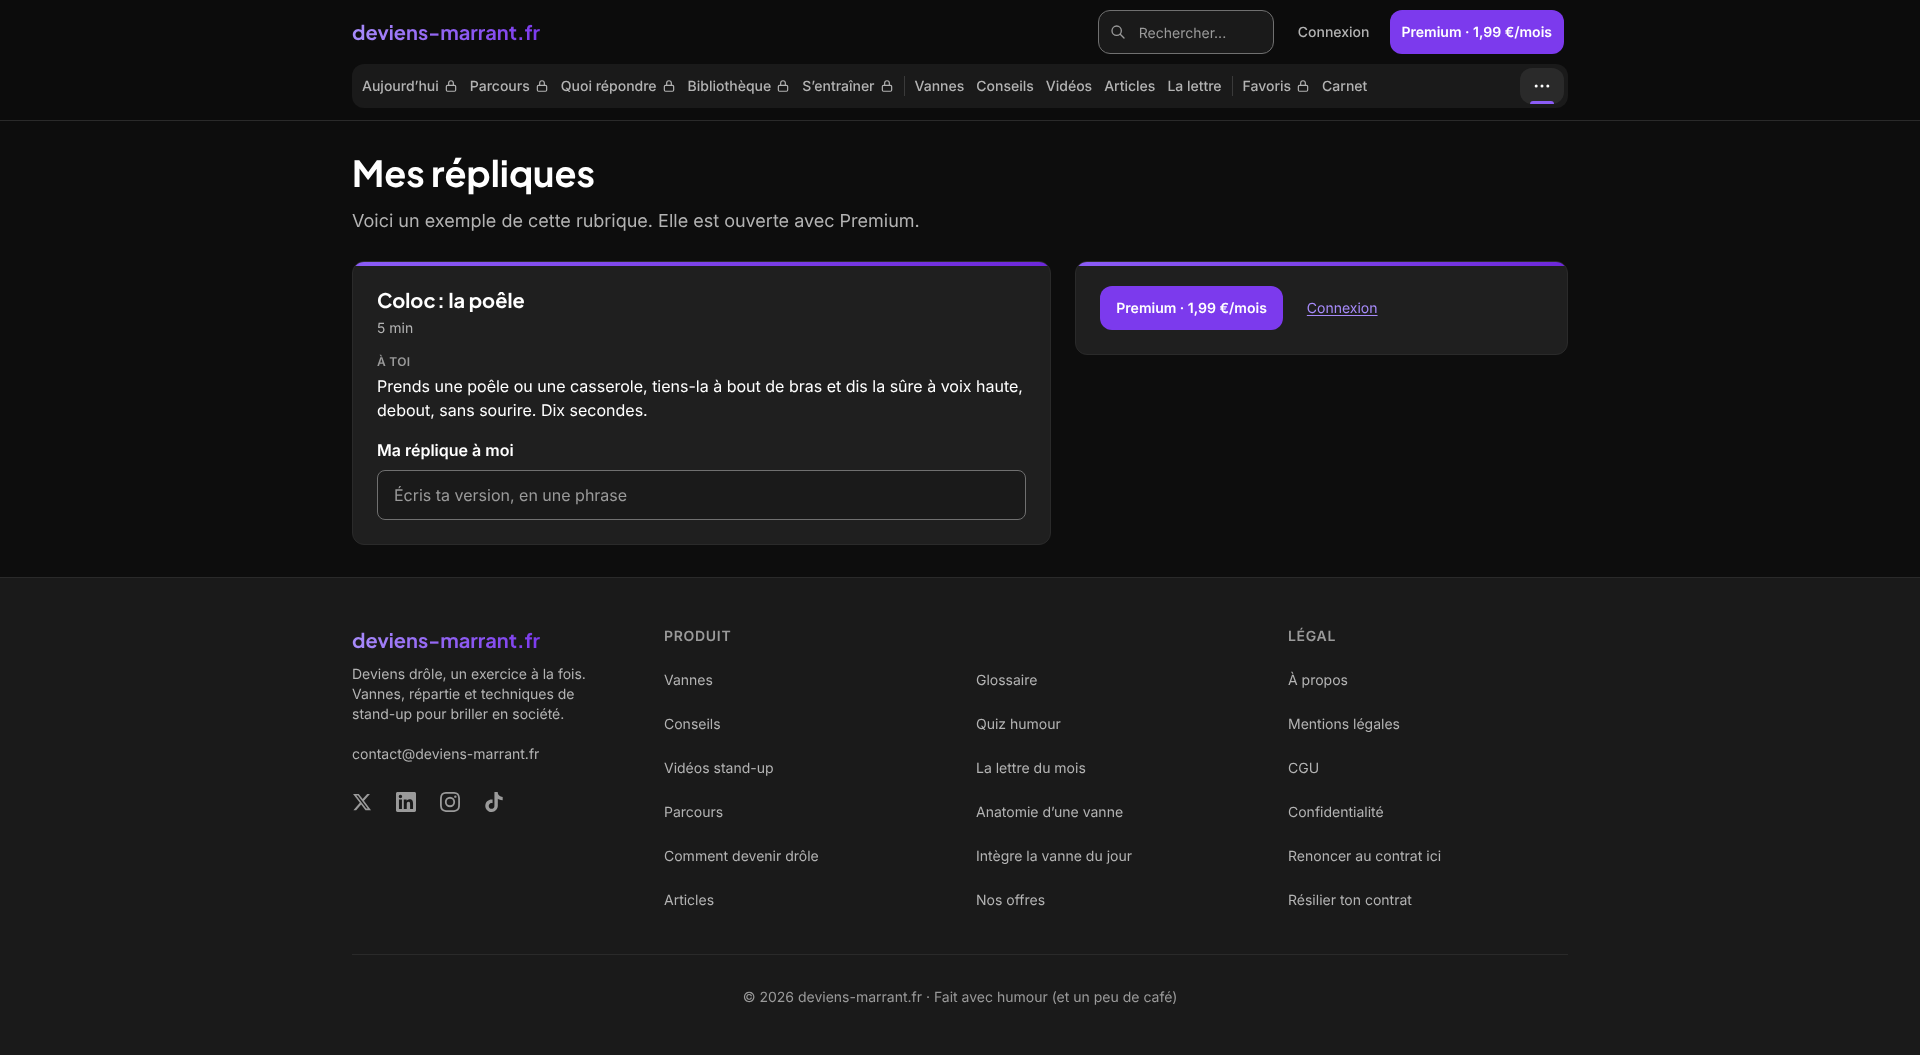 deviens-marrant.fr
Rechercher...
Connexion
Premium · 1,99 €/mois
Aujourd’hui
Parcours
Quoi répondre
Bibliothèque
S’entraîner
Vannes
Conseils
Vidéos
Articles
La lettre
Favoris
Carnet
Mes répliques
Voici un exemple de cette rubrique. Elle est ouverte avec Premium.
Coloc : la poêle
5 min
À TOI
Prends une poêle ou une casserole, tiens-la à bout de bras et dis la sûre à voix haute,
debout, sans sourire. Dix secondes.
Ma réplique à moi
Écris ta version, en une phrase
Premium · 1,99 €/mois
Connexion
deviens-marrant.fr
Deviens drôle, un exercice à la fois.
Vannes, répartie et techniques de
stand-up pour briller en société.
contact@deviens-marrant.fr
PRODUIT
Vannes
Conseils
Vidéos stand-up
Parcours
Comment devenir drôle
Articles
Glossaire
Quiz humour
La lettre du mois
Anatomie d’une vanne
Intègre la vanne du jour
Nos offres
LÉGAL
À propos
Mentions légales
CGU
Confidentialité
Renoncer au contrat ici
Résilier ton contrat
© 2026 deviens-marrant.fr · Fait avec humour (et un peu de café)